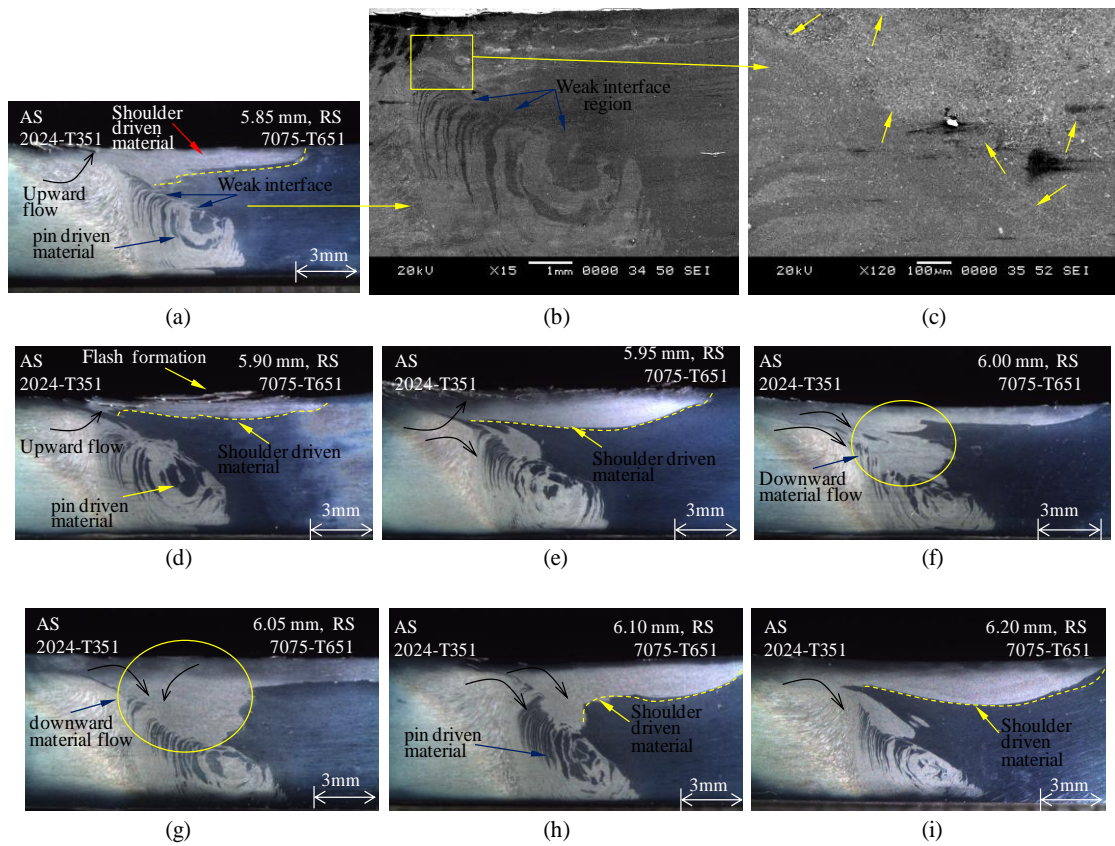 AS
2024-T351
Shoulder
driven
material
5.85 mm, RS
7075-T651
Upward
flow
Weak interface
pin driven
material
3mm
(a)
Weak interface
region
20kV X15 1mm 0000 34 50 SEI
(b)
20kV X120 100μm 0000 35 52 SEI
(c)
AS
2024-T351
Flash formation
5.90 mm, RS
7075-T651
Upward flow
Shoulder driven
material
pin driven
material
3mm
(d)
AS
2024-T351
5.95 mm, RS
7075-T651
Shoulder driven
material
3mm
(e)
AS
2024-T351
6.00 mm, RS
7075-T651
Downward
material flow
3mm
(f)
AS
2024-T351
6.05 mm, RS
7075-T651
downward
material flow
3mm
(g)
AS
2024-T351
6.10 mm, RS
7075-T651
pin driven
material
Shoulder
driven
material
3mm
(h)
AS
2024-T351
6.20 mm, RS
7075-T651
Shoulder
driven
material
3mm
(i)